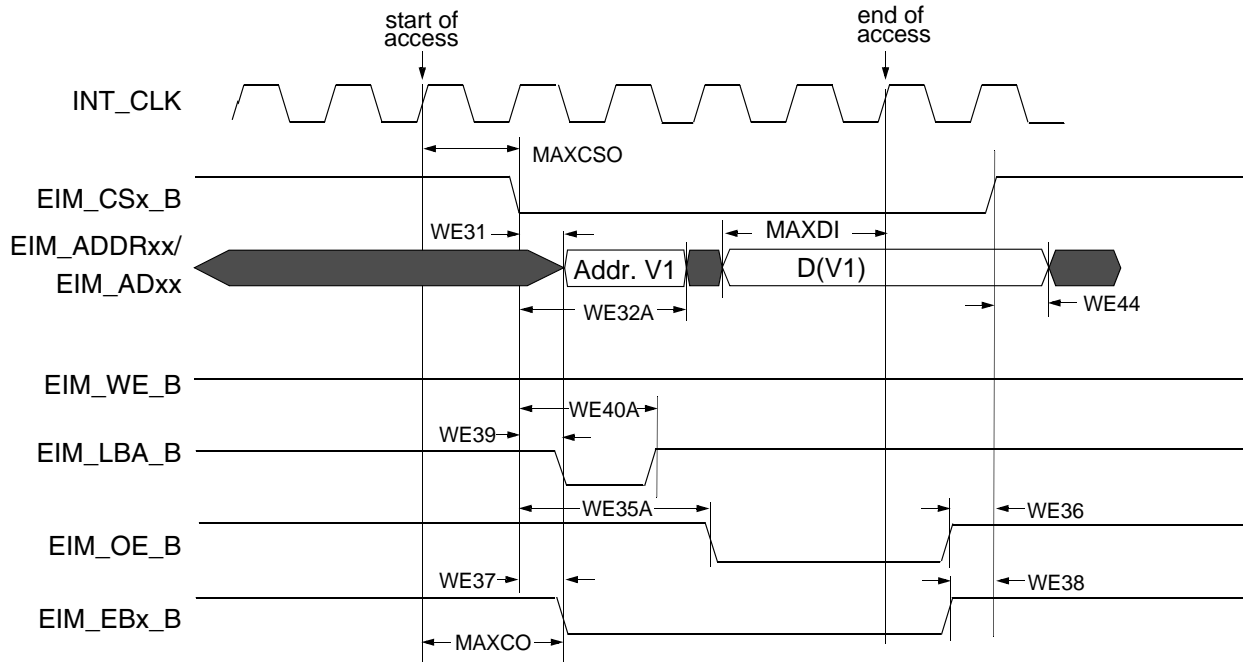 start of
access
end of
access
INT_CLK
MAXCSO
EIM_CSx_B
WE31
MAXDI
EIM_ADDRxx/
EIM_ADxx
Addr. V1
D(V1)
WE32A
WE44
EIM_WE_B
WE40A
WE39
EIM_LBA_B
WE35A
WE36
EIM_OE_B
WE37
WE38
EIM_EBx_B
MAXCO